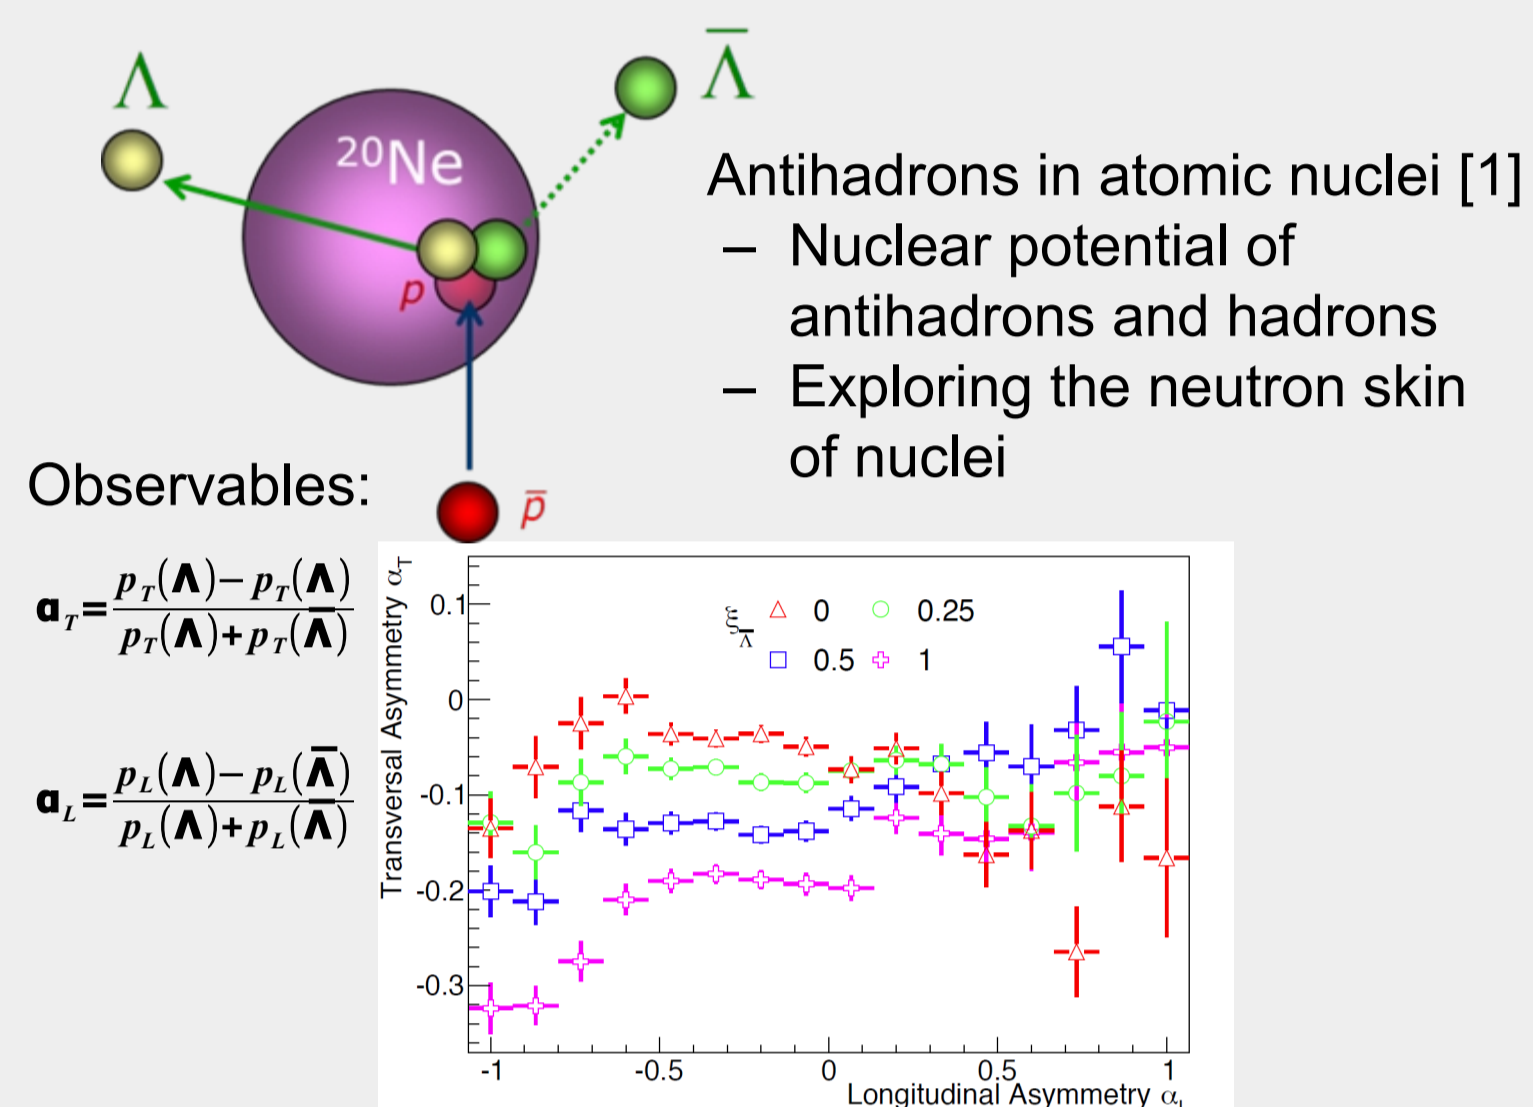 Λ
Λ̅
²⁰Ne
p
p̅
Antihadrons in atomic nuclei [1]
– Nuclear potential of
antihadrons and hadrons
– Exploring the neutron skin
of nuclei
Observables:
α_T = (p_T(Λ) − p_T(Λ̅)) / (p_T(Λ) + p_T(Λ̅))
α_L = (p_L(Λ) − p_L(Λ̅)) / (p_L(Λ) + p_L(Λ̅))
Transversal Asymmetry α_T
ξ_Λ̅ 0 0.25
0.5 1
0.1
0
-0.1
-0.2
-0.3
-1 -0.5 0 0.5 1
Longitudinal Asymmetry α_L